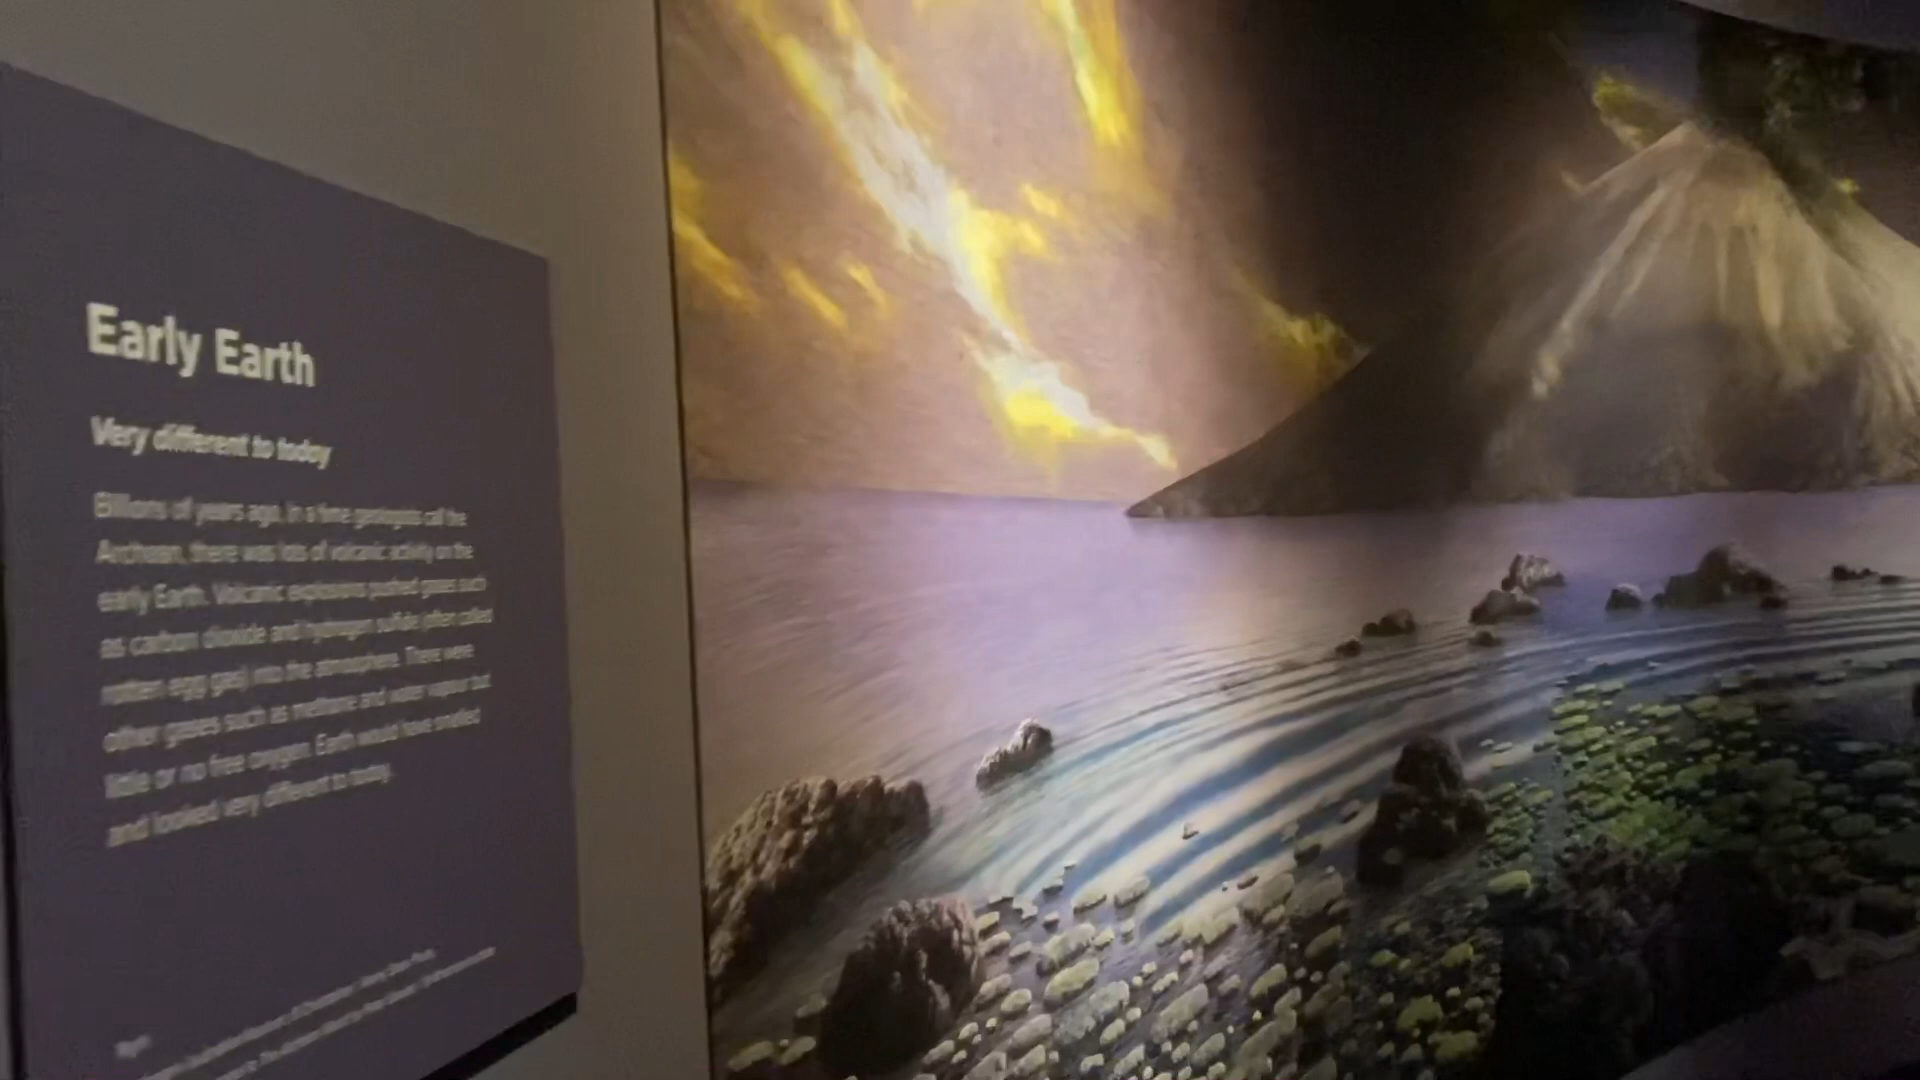 Early Earth
Very different to today
Billions of years ago, in a time geologists call the
Archaean, there was lots of volcanic activity on the
early Earth. Volcanic explosions pushed gases such
as carbon dioxide and hydrogen sulfide (often called
rotten egg gas) into the atmosphere. There were
other gases such as methane and water vapor but
little or no free oxygen. Earth would have smelled
and looked very different to today.